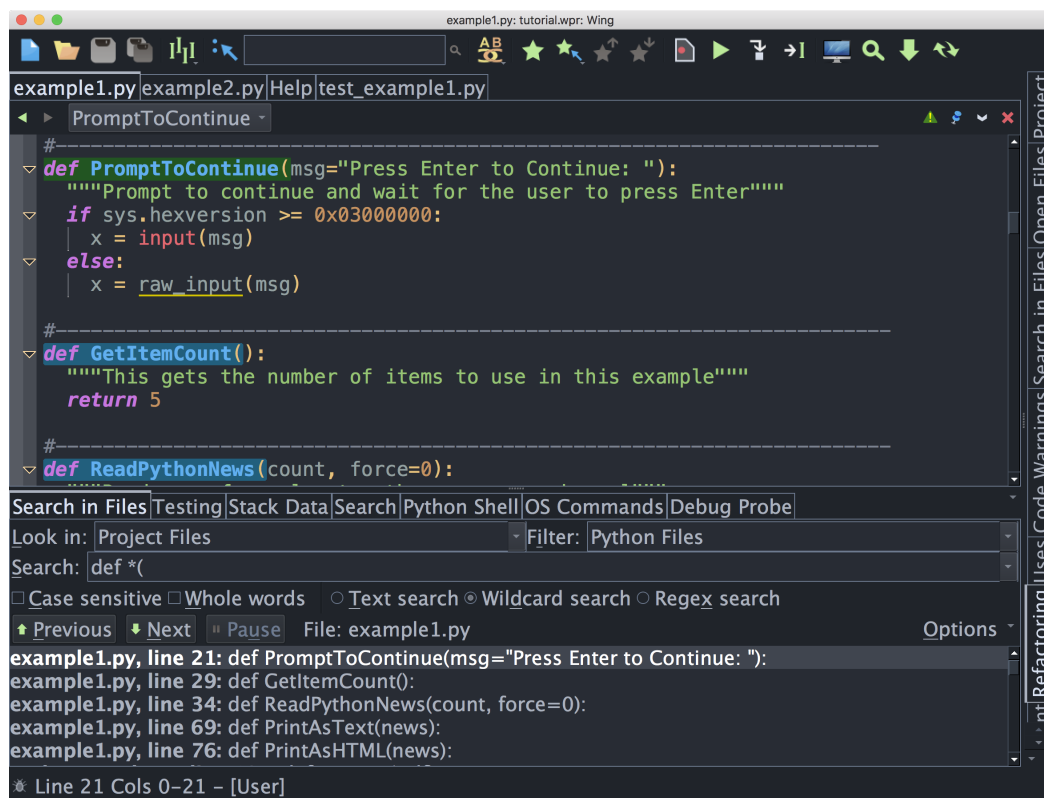 example1.py: tutorial.wpr: Wing
example1.py example2.py Help test_example1.py
PromptToContinue
#----------------------------------------------------------------------
def PromptToContinue(msg="Press Enter to Continue: "):
"""Prompt to continue and wait for the user to press Enter"""
if sys.hexversion >= 0x03000000:
x = input(msg)
else:
x = raw_input(msg)
#-----------------------------------------------------------------------
def GetItemCount():
"""This gets the number of items to use in this example"""
return 5
#-----------------------------------------------------------------------
def ReadPythonNews(count, force=0):
Search in Files Testing Stack Data Search Python Shell OS Commands Debug Probe
Look in: Project Files Filter: Python Files
Search: def *(
Case sensitive Whole words Text search Wildcard search Regex search
Previous Next Pause File: example1.py Options
example1.py, line 21: def PromptToContinue(msg="Press Enter to Continue: "):
example1.py, line 29: def GetItemCount():
example1.py, line 34: def ReadPythonNews(count, force=0):
example1.py, line 69: def PrintAsText(news):
example1.py, line 76: def PrintAsHTML(news):
Line 21 Cols 0-21 – [User]
Project
Open Files
Search in Files
Code Warnings
Uses
Refactoring